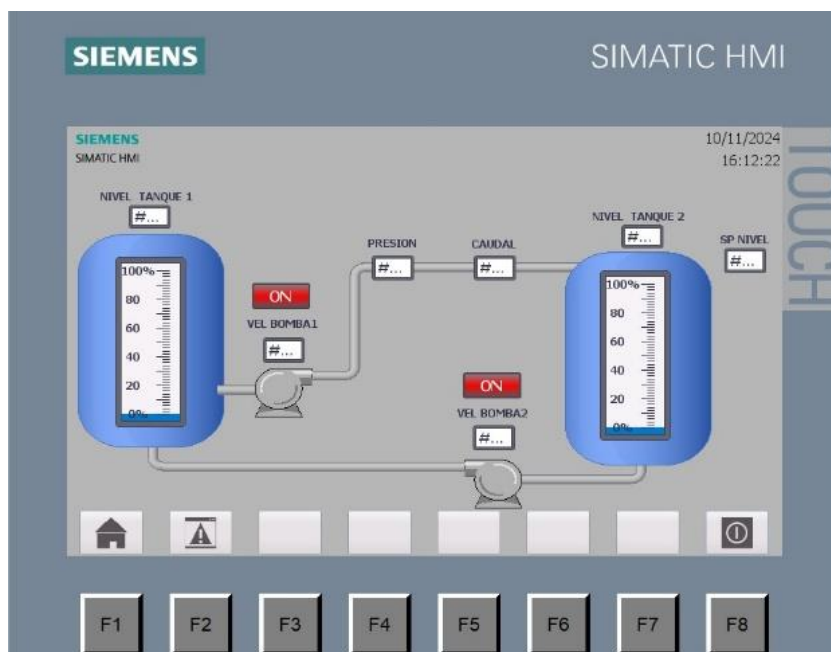 SIEMENS
SIMATIC HMI
SIEMENS
SIMATIC HMI
10/11/2024
16:12:22
TOUCH
NIVEL TANQUE 1
#...
NIVEL TANQUE 2
#...
SP NIVEL
#...
PRESION
#...
CAUDAL
#...
100%
80
60
40
20
0%
ON
VEL BOMBA1
#...
100%
80
60
40
20
0%
ON
VEL BOMBA2
#...
F1 F2 F3 F4 F5 F6 F7 F8